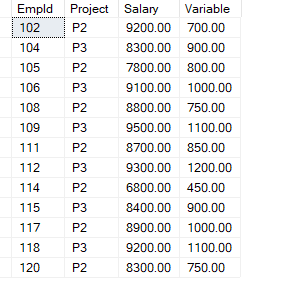 EmpId Project Salary Variable
102 P2 9200.00 700.00
104 P3 8300.00 900.00
105 P2 7800.00 800.00
106 P3 9100.00 1000.00
108 P2 8800.00 750.00
109 P3 9500.00 1100.00
111 P2 8700.00 850.00
112 P3 9300.00 1200.00
114 P2 6800.00 450.00
115 P3 8400.00 900.00
117 P2 8900.00 1000.00
118 P3 9200.00 1100.00
120 P2 8300.00 750.00